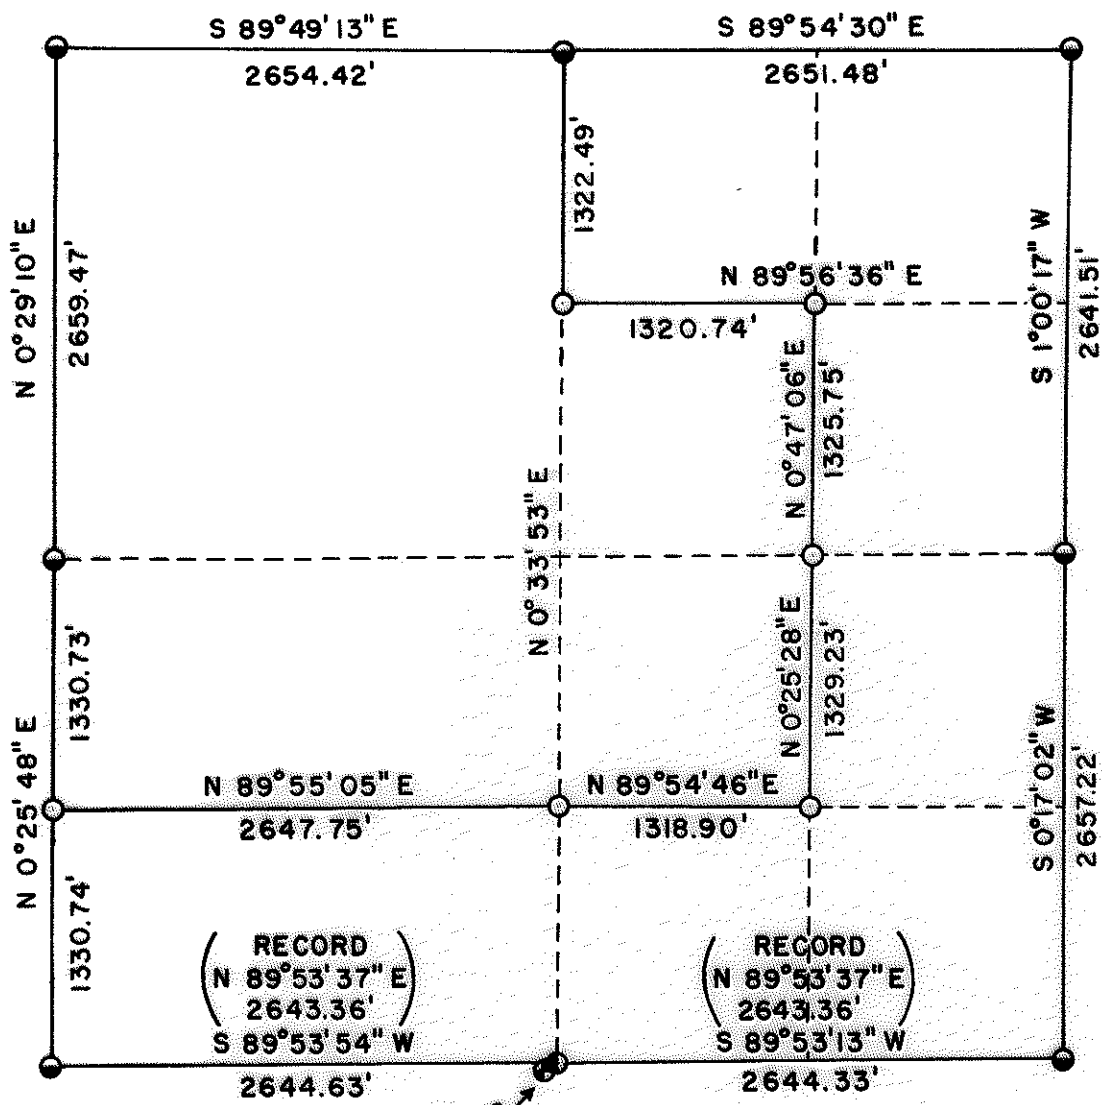 S 89°49'13" E
2654.42'
S 89°54'30" E
2651.48'
1322.49'
N 0°29'10" E
2659.47'
N 89°56'36" E
1320.74'
S 1°00'17" W
2641.51'
N 0°47'06" E
1325.75'
N 0°33'53" E
1330.73'
N 0°25'28" E
1329.23'
N 0°25'48" E
N 89°55'05" E
2647.75'
N 89°54'46" E
1318.90'
S 0°17'02" W
2657.22'
1330.74'
(RECORD
N 89°53'37" E
2643.36')
S 89°53'54" W
2644.63'
(RECORD
N 89°53'37" E
2643.36')
S 89°53'13" W
2644.33'